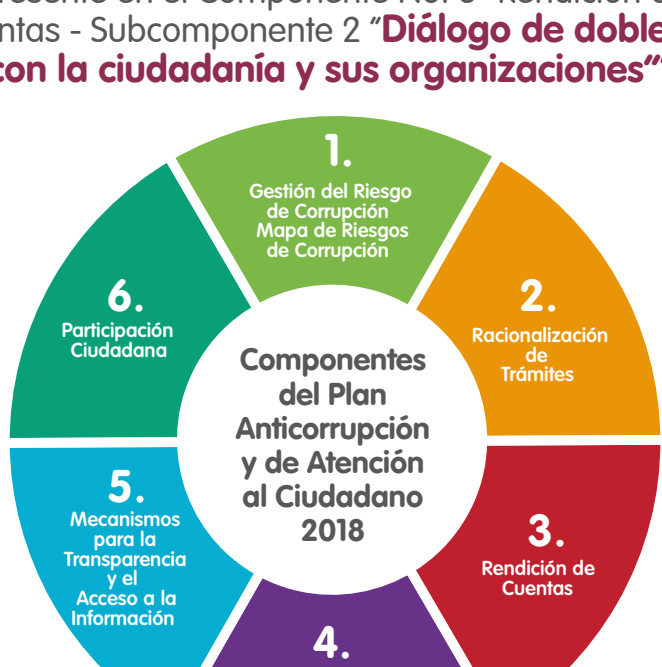 con la ciudadanía y sus organizaciones"
ntas - Subcomponente 2 "Diálogo de doble
1.
Gestión del Riesgo
de Corrupción
Mapa de Riesgos
de Corrupción
2.
Racionalización
de
Trámites
3.
Rendición de
Cuentas
4.
5.
Mecanismos
para la
Transparencia
y el
Acceso a la
Información
6.
Participación
Ciudadana
Componentes
del Plan
Anticorrupción
y de Atención
al Ciudadano
2018